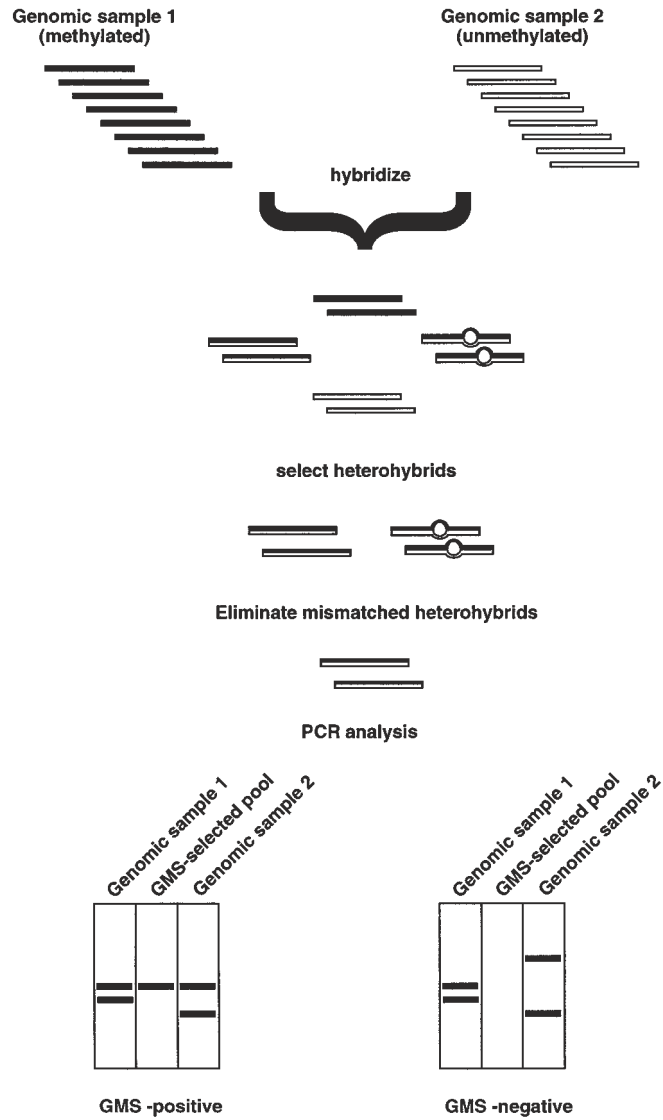 Genomic sample 1
(methylated)
Genomic sample 2
(unmethylated)
hybridize
select heterohybrids
Eliminate mismatched heterohybrids
PCR analysis
Genomic sample 1
GMS-selected pool
Genomic sample 2
Genomic sample 1
GMS-selected pool
Genomic sample 2
GMS -positive
GMS -negative